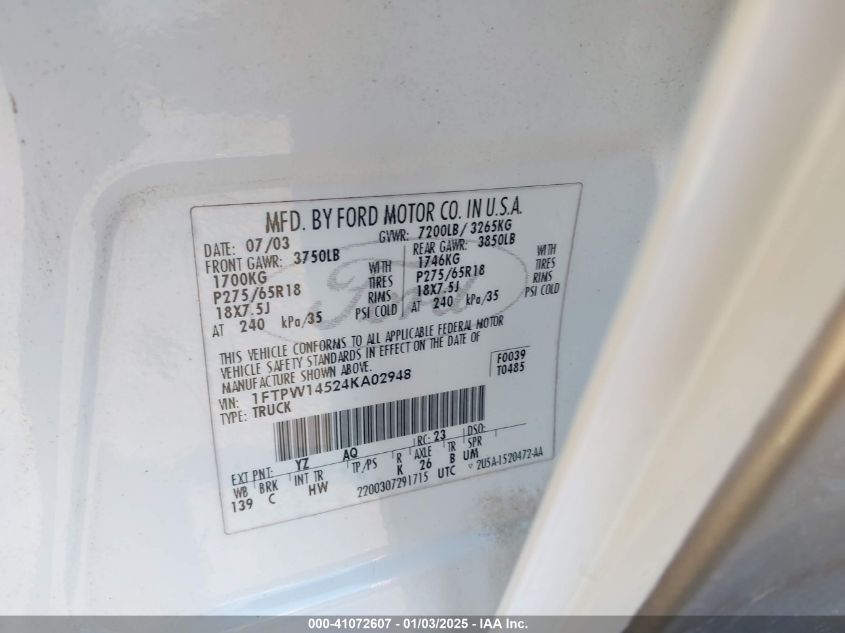 MFD. BY FORD MOTOR CO. IN U.S.A.
DATE: 07/03 GVWR: 7200LB/ 3265KG
FRONT GAWR: 3750LB REAR GAWR: 3850LB
1700KG WITH 1746KG WITH
P275/65R18 TIRES P275/65R18 TIRES
18X7.5J RIMS 18X7.5J RIMS
AT 240 kPa/35 PSI COLD AT 240 kPa/35 PSI COLD
THIS VEHICLE CONFORMS TO ALL APPLICABLE FEDERAL MOTOR
VEHICLE SAFETY STANDARDS IN EFFECT ON THE DATE OF
MANUFACTURE SHOWN ABOVE.
VIN: 1FTPW14524KA02948 F0039
TYPE: TRUCK T0485
EXT PNT: YZ AQ RC: 23 DSO:
WB BRK INT TR TP/PS R AXLE TR SPR
139 C HW K 26 B UM
2200307291715 UTC ▽ 2U5A-1520472-AA
Ford
000-41072607 - 01/03/2025 - IAA Inc.